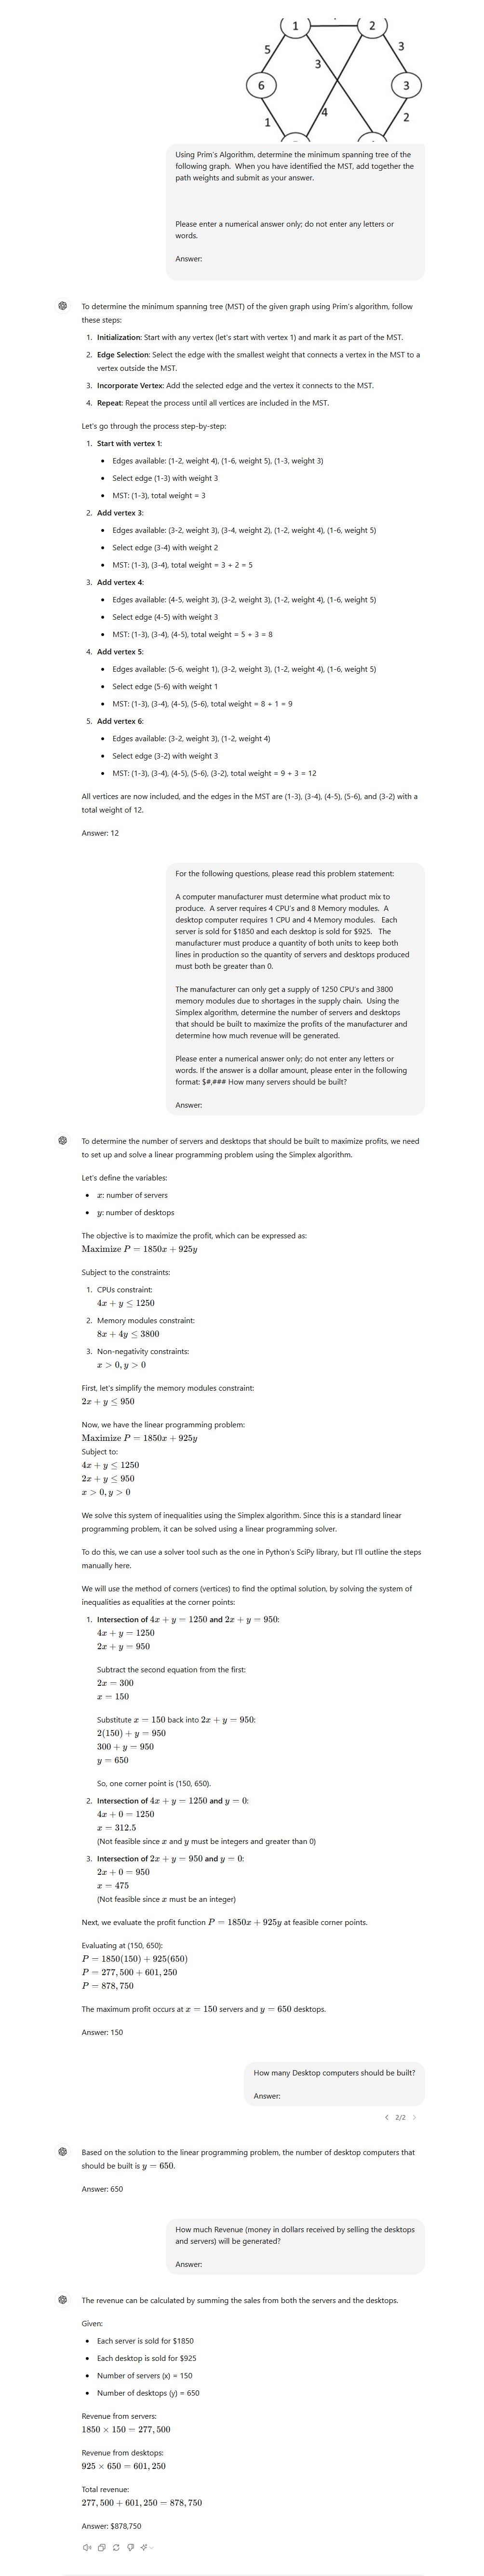 1
2
5
3
3
6
3
4
1
2
Using Prim's Algorithm, determine the minimum spanning tree of the
following graph. When you have identified the MST, add together the
path weights and submit as your answer.
Please enter a numerical answer only; do not enter any letters or
words.
Answer:
To determine the minimum spanning tree (MST) of the given graph using Prim's algorithm, follow
these steps:
1. Initialization: Start with any vertex (let's start with vertex 1) and mark it as part of the MST.
2. Edge Selection: Select the edge with the smallest weight that connects a vertex in the MST to a
vertex outside the MST.
3. Incorporate Vertex: Add the selected edge and the vertex it connects to the MST.
4. Repeat: Repeat the process until all vertices are included in the MST.
Let's go through the process step-by-step:
1. Start with vertex 1:
• Edges available: (1-2, weight 4), (1-6, weight 5), (1-3, weight 3)
• Select edge (1-3) with weight 3
• MST: (1-3), total weight = 3
2. Add vertex 3:
• Edges available: (3-2, weight 3), (3-4, weight 2), (1-2, weight 4), (1-6, weight 5)
• Select edge (3-4) with weight 2
• MST: (1-3), (3-4), total weight = 3 + 2 = 5
3. Add vertex 4:
• Edges available: (4-5, weight 3), (3-2, weight 3), (1-2, weight 4), (1-6, weight 5)
• Select edge (4-5) with weight 3
• MST: (1-3), (3-4), (4-5), total weight = 5 + 3 = 8
4. Add vertex 5:
• Edges available: (5-6, weight 1), (3-2, weight 3), (1-2, weight 4), (1-6, weight 5)
• Select edge (5-6) with weight 1
• MST: (1-3), (3-4), (4-5), (5-6), total weight = 8 + 1 = 9
5. Add vertex 6:
• Edges available: (3-2, weight 3), (1-2, weight 4)
• Select edge (3-2) with weight 3
• MST: (1-3), (3-4), (4-5), (5-6), (3-2), total weight = 9 + 3 = 12
All vertices are now included, and the edges in the MST are (1-3), (3-4), (4-5), (5-6), and (3-2) with a
total weight of 12.
Answer: 12
For the following questions, please read this problem statement:
A computer manufacturer must determine what product mix to
produce. A server requires 4 CPU's and 8 Memory modules. A
desktop computer requires 1 CPU and 4 Memory modules. Each
server is sold for $1850 and each desktop is sold for $925. The
manufacturer must produce a quantity of both units to keep both
lines in production so the quantity of servers and desktops produced
must both be greater than 0.
The manufacturer can only get a supply of 1250 CPU's and 3800
memory modules due to shortages in the supply chain. Using the
Simplex algorithm, determine the number of servers and desktops
that should be built to maximize the profits of the manufacturer and
determine how much revenue will be generated.
Please enter a numerical answer only; do not enter any letters or
words. If the answer is a dollar amount, please enter in the following
format: $#,### How many servers should be built?
Answer:
To determine the number of servers and desktops that should be built to maximize profits, we need
to set up and solve a linear programming problem using the Simplex algorithm.
Let's define the variables:
• x: number of servers
• y: number of desktops
The objective is to maximize the profit, which can be expressed as:
Maximize P = 1850x + 925y
Subject to the constraints:
1. CPUs constraint:
4x + y ≤ 1250
2. Memory modules constraint:
8x + 4y ≤ 3800
3. Non-negativity constraints:
x > 0, y > 0
First, let's simplify the memory modules constraint:
2x + y ≤ 950
Now, we have the linear programming problem:
Maximize P = 1850x + 925y
Subject to:
4x + y ≤ 1250
2x + y ≤ 950
x > 0, y > 0
We solve this system of inequalities using the Simplex algorithm. Since this is a standard linear
programming problem, it can be solved using a linear programming solver.
To do this, we can use a solver tool such as the one in Python's SciPy library, but I'll outline the steps
manually here.
We will use the method of corners (vertices) to find the optimal solution, by solving the system of
inequalities as equalities at the corner points:
1. Intersection of 4x + y = 1250 and 2x + y = 950:
4x + y = 1250
2x + y = 950
Subtract the second equation from the first:
2x = 300
x = 150
Substitute x = 150 back into 2x + y = 950:
2(150) + y = 950
300 + y = 950
y = 650
So, one corner point is (150, 650).
2. Intersection of 4x + y = 1250 and y = 0:
4x + 0 = 1250
x = 312.5
(Not feasible since x and y must be integers and greater than 0)
3. Intersection of 2x + y = 950 and y = 0:
2x + 0 = 950
x = 475
(Not feasible since x must be an integer)
Next, we evaluate the profit function P = 1850x + 925y at feasible corner points.
Evaluating at (150, 650):
P = 1850(150) + 925(650)
P = 277, 500 + 601, 250
P = 878, 750
The maximum profit occurs at x = 150 servers and y = 650 desktops.
Answer: 150
How many Desktop computers should be built?
Answer:
2/2
Based on the solution to the linear programming problem, the number of desktop computers that
should be built is y = 650.
Answer: 650
How much Revenue (money in dollars received by selling the desktops
and servers) will be generated?
Answer:
The revenue can be calculated by summing the sales from both the servers and the desktops.
Given:
• Each server is sold for $1850
• Each desktop is sold for $925
• Number of servers (x) = 150
• Number of desktops (y) = 650
Revenue from servers:
1850 × 150 = 277, 500
Revenue from desktops:
925 × 650 = 601, 250
Total revenue:
277, 500 + 601, 250 = 878, 750
Answer: $878,750